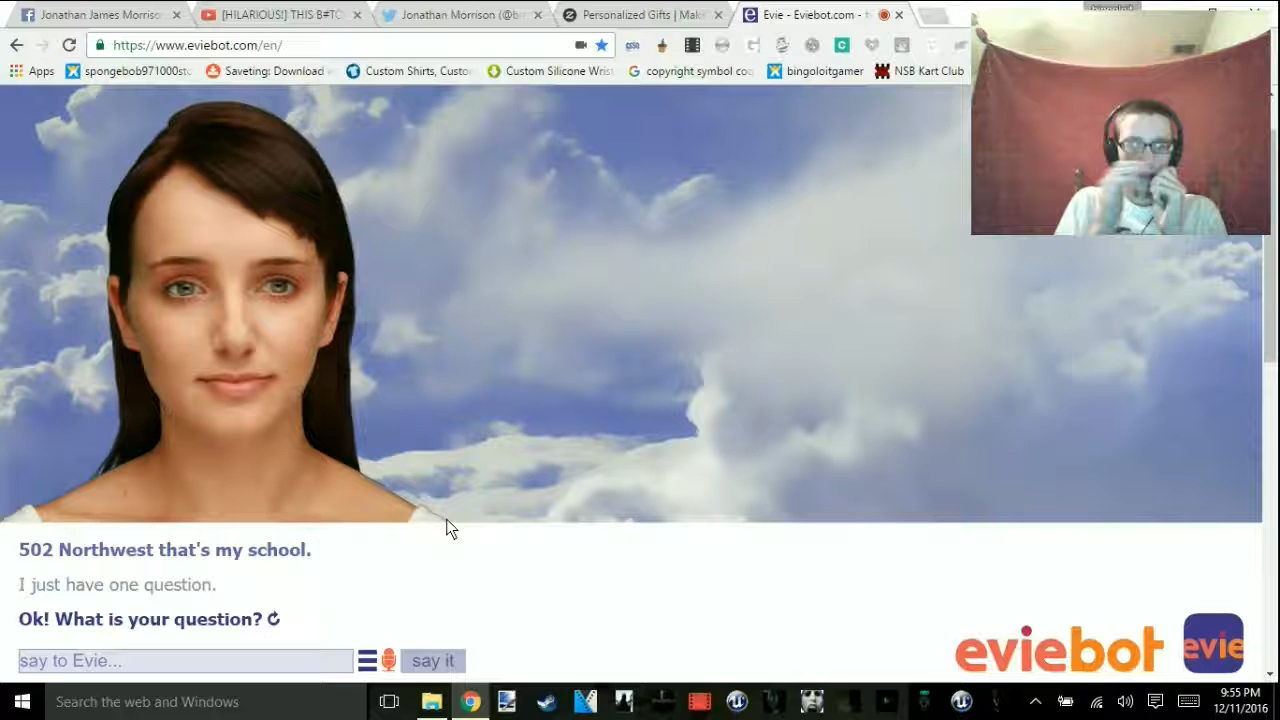 Jonathan James Morriso
[HILARIOUS!] THIS B#TC
Jonathan Morrison (@bi
Personalized Gifts | Mak
Evie - Eviebot.com - t
https://www.eviebot.com/en/
Apps
spongebob971000st
Saveting: Download v
Custom Shirts, Custo
Custom Silicone Wrist
copyright symbol co
bingoloitgamer
NSB Kart Club
502 Northwest that's my school.
I just have one question.
Ok! What is your question?
say to Evie...
say it
eviebot
evie
Search the web and Windows
9:55 PM
12/11/2016